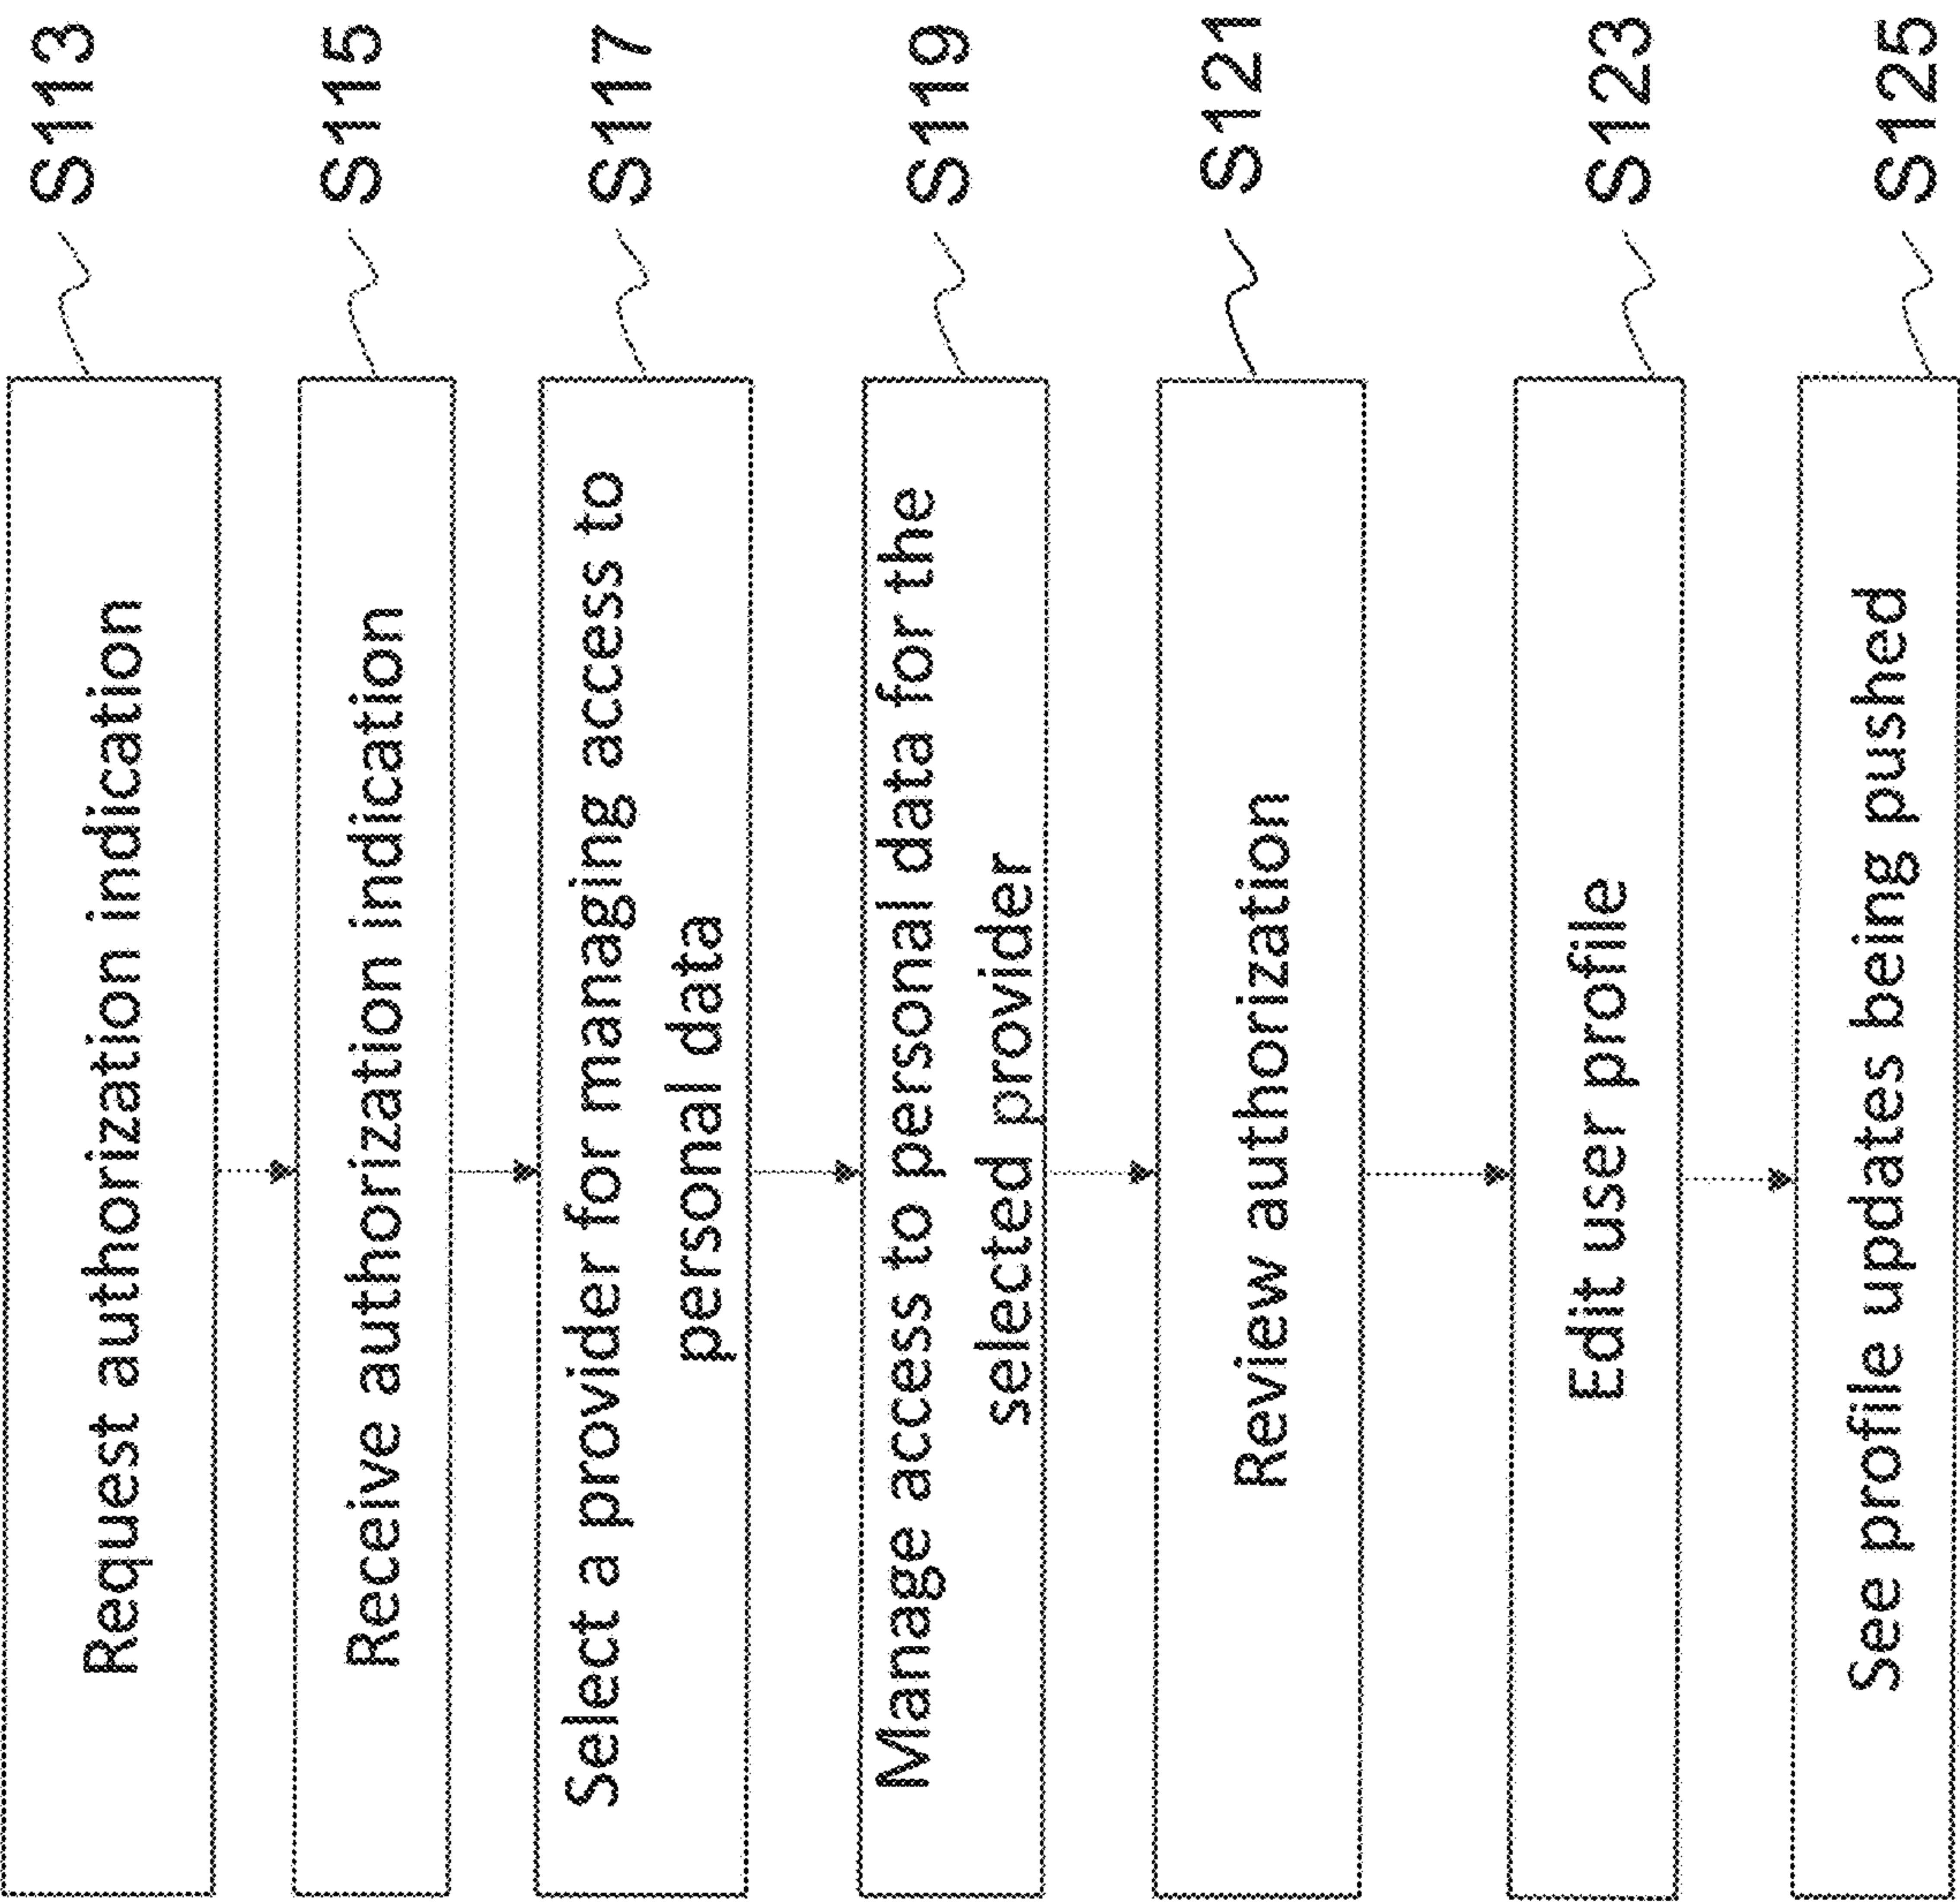 Request authorization indication
S113
Receive authorization indication
S115
Select a provider for managing access to
personal data
S117
Manage access to personal data for the
selected provider
S119
Review authorization
S121
Edit user profile
S123
See profile updates being pushed
S125